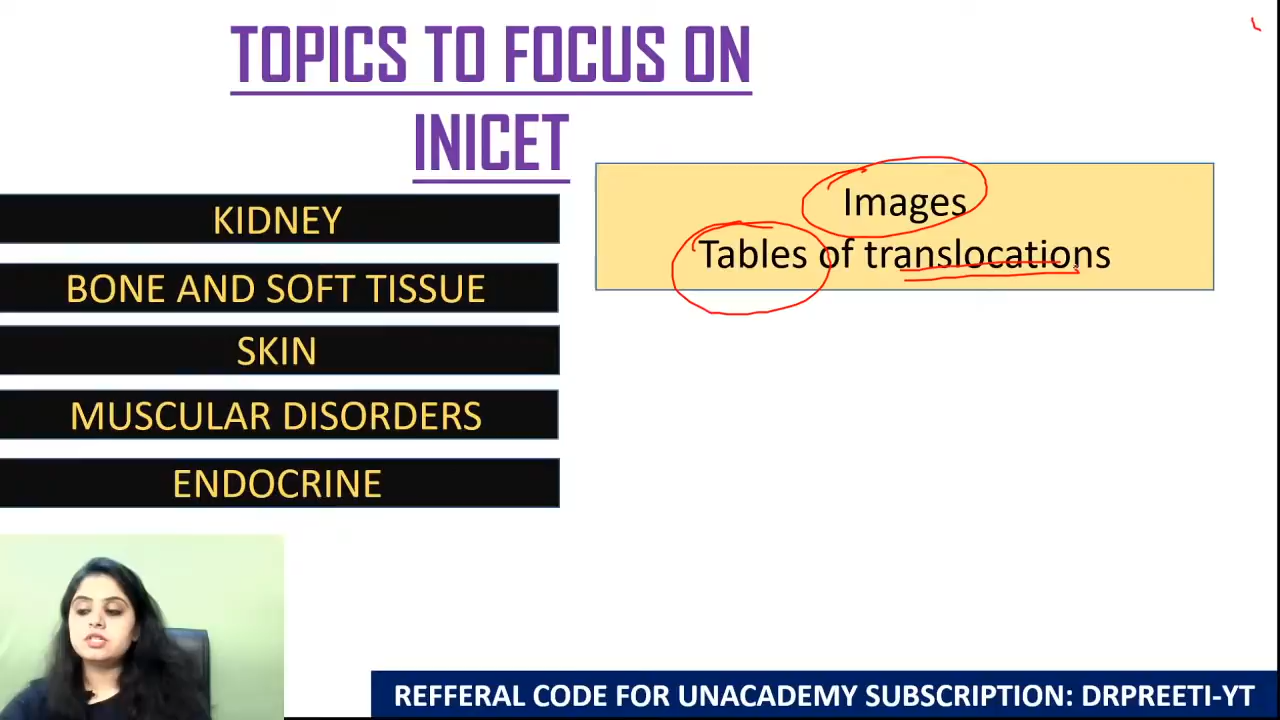 TOPICS TO FOCUS ON
INICET
KIDNEY
BONE AND SOFT TISSUE
SKIN
MUSCULAR DISORDERS
ENDOCRINE
Images
Tables of translocations
REFFERAL CODE FOR UNACADEMY SUBSCRIPTION: DRPREETI-YT